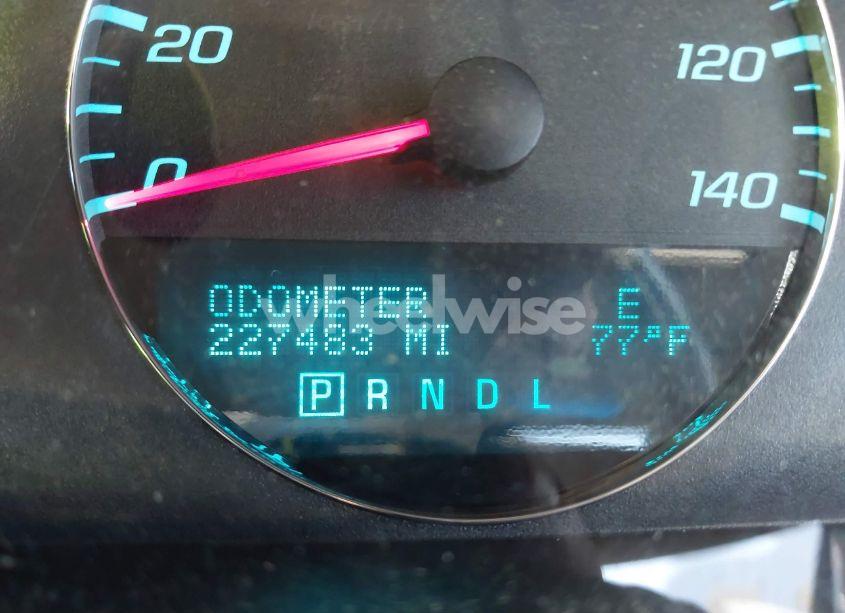 20
120
0
140
wheelwise
ODOMETER E
227483 MI 77°F
P R N D L